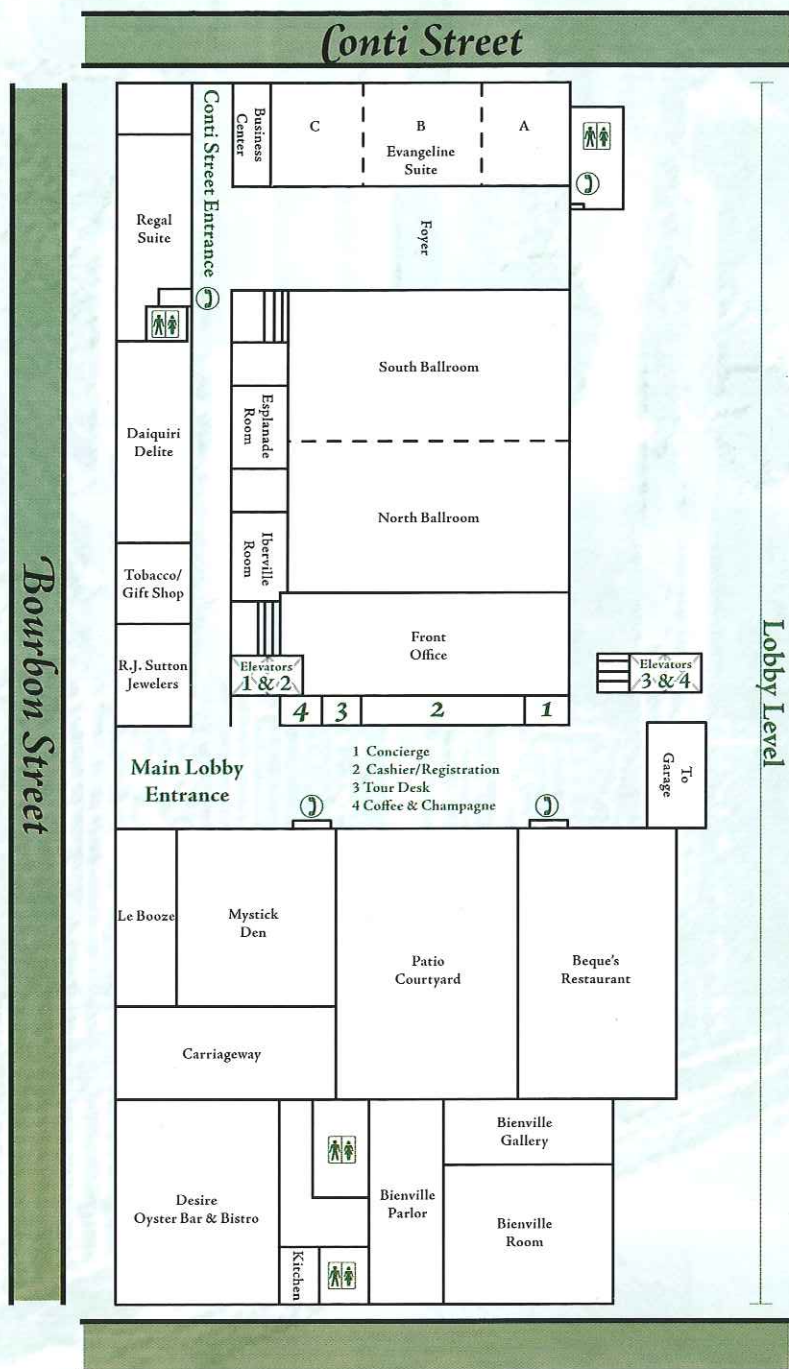 Conti Street
Bourbon Street
Lobby Level
Conti Street Entrance
Business
Center
C
B
A
Evangeline
Suite
Foyer
Regal
Suite
South Ballroom
Esplanade
Room
Daiquiri
Delite
North Ballroom
Iberville
Room
Tobacco/
Gift Shop
Front
Office
R.J. Sutton
Jewelers
Elevators
1 & 2
Elevators
3 & 4
4
3
2
1
Main Lobby
Entrance
1 Concierge
2 Cashier/Registration
3 Tour Desk
4 Coffee & Champagne
To
Garage
Le Booze
Mystick
Den
Patio
Courtyard
Beque's
Restaurant
Carriageway
Bienville
Gallery
Desire
Oyster Bar & Bistro
Bienville
Parlor
Bienville
Room
Kitchen